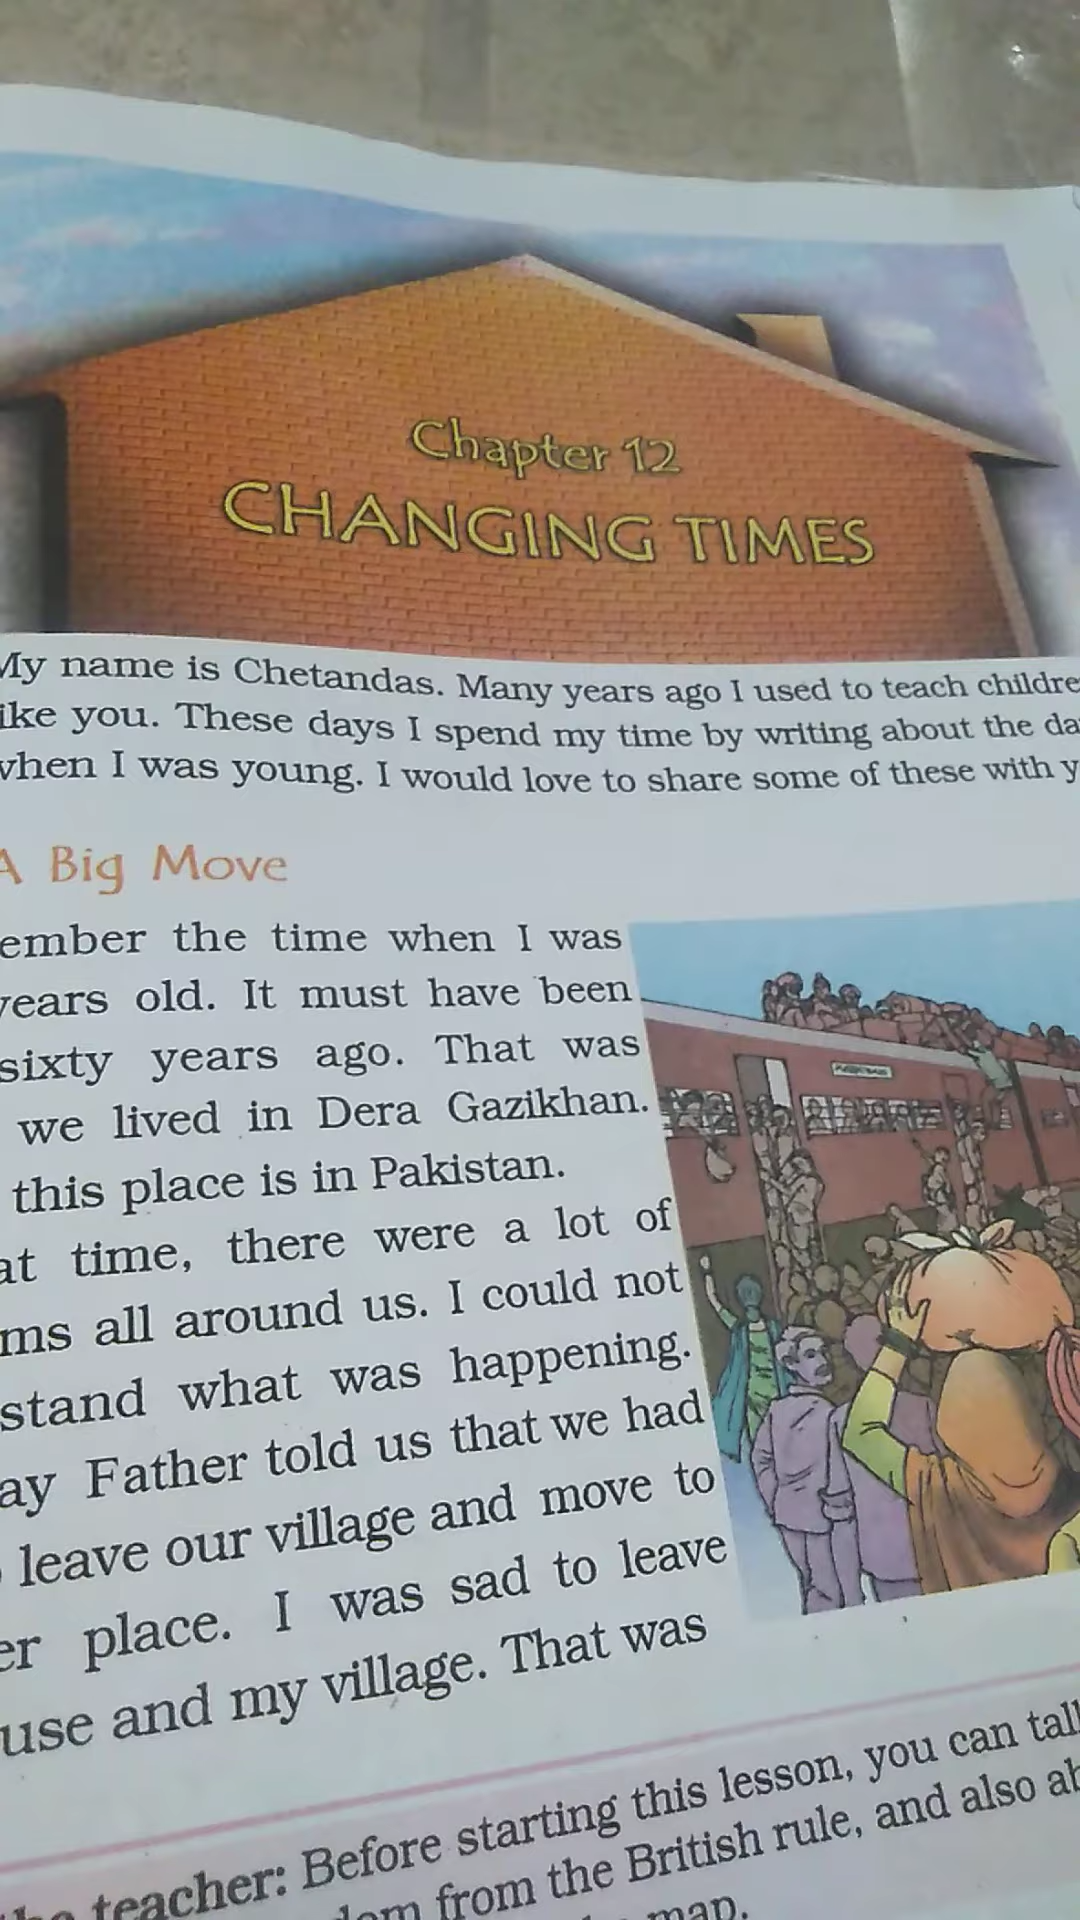 Chapter 12
CHANGING TIMES
My name is Chetandas. Many years ago I used to teach childre
ike you. These days I spend my time by writing about the da
when I was young. I would love to share some of these with y
A Big Move
ember the time when I was
years old. It must have been
sixty years ago. That was
we lived in Dera Gazikhan.
this place is in Pakistan.
at time, there were a lot of
ms all around us. I could not
stand what was happening.
ay Father told us that we had
leave our village and move to
er place. I was sad to leave
use and my village. That was
teacher: Before starting this lesson, you can tal
dom from the British rule, and also ab
map.